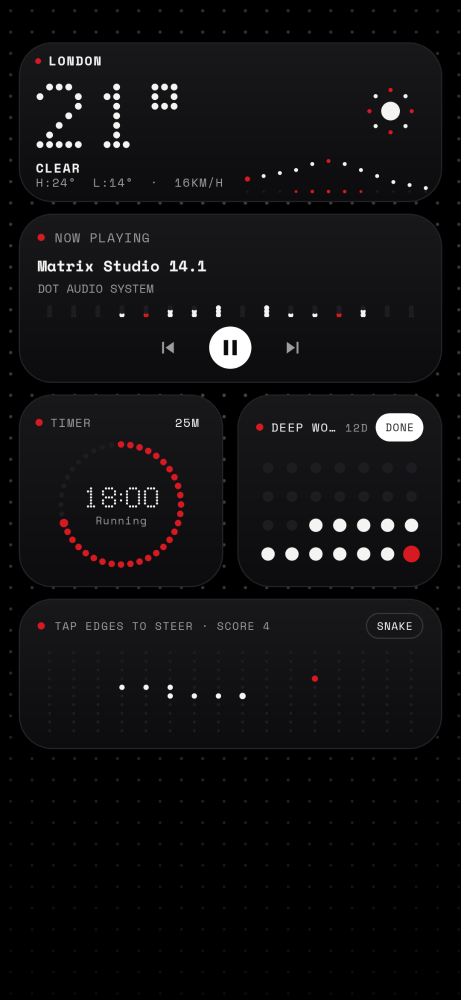 LONDON
21°
CLEAR
H:24° L:14° · 16KM/H
NOW PLAYING
Matrix Studio 14.1
DOT AUDIO SYSTEM
TIMER 25M
18:00
Running
DEEP WO… 12D DONE
TAP EDGES TO STEER · SCORE 4 SNAKE